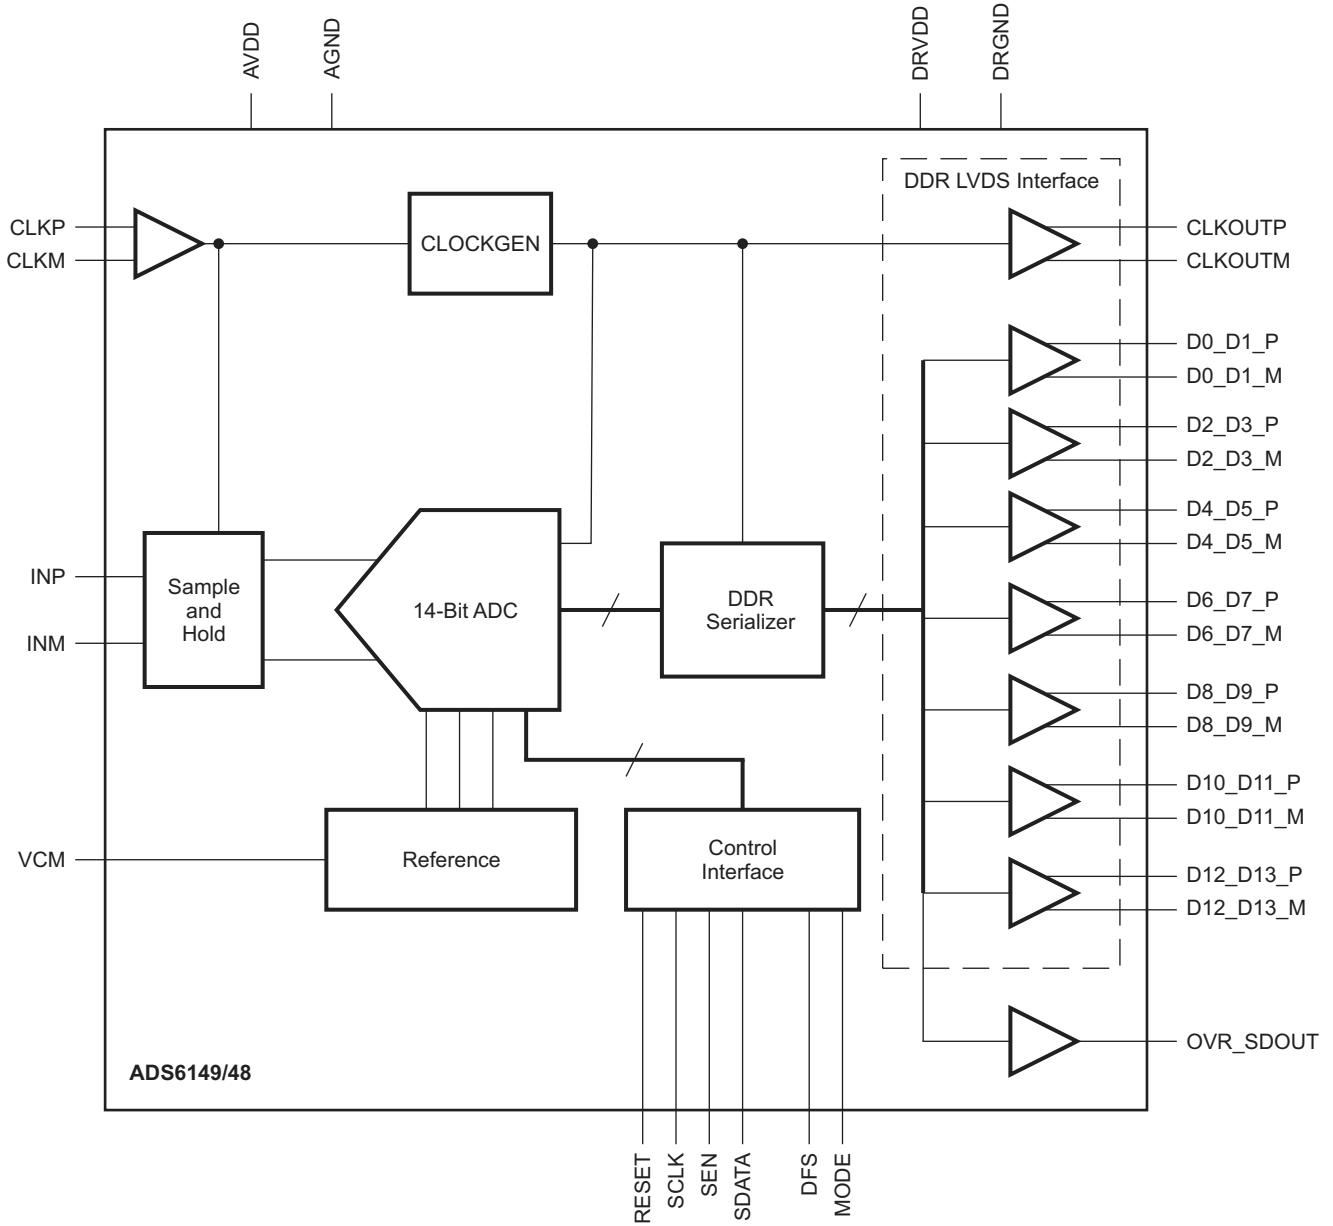 AVDD
AGND
DRVDD
DRGND
DDR LVDS Interface
CLKP
CLKM
CLOCKGEN
CLKOUTP
CLKOUTM
D0_D1_P
D0_D1_M
D2_D3_P
D2_D3_M
D4_D5_P
D4_D5_M
INP
INM
Sample
and
Hold
14-Bit ADC
DDR
Serializer
D6_D7_P
D6_D7_M
D8_D9_P
D8_D9_M
D10_D11_P
D10_D11_M
VCM
Reference
Control
Interface
D12_D13_P
D12_D13_M
OVR_SDOUT
ADS6149/48
RESET
SCLK
SEN
SDATA
DFS
MODE